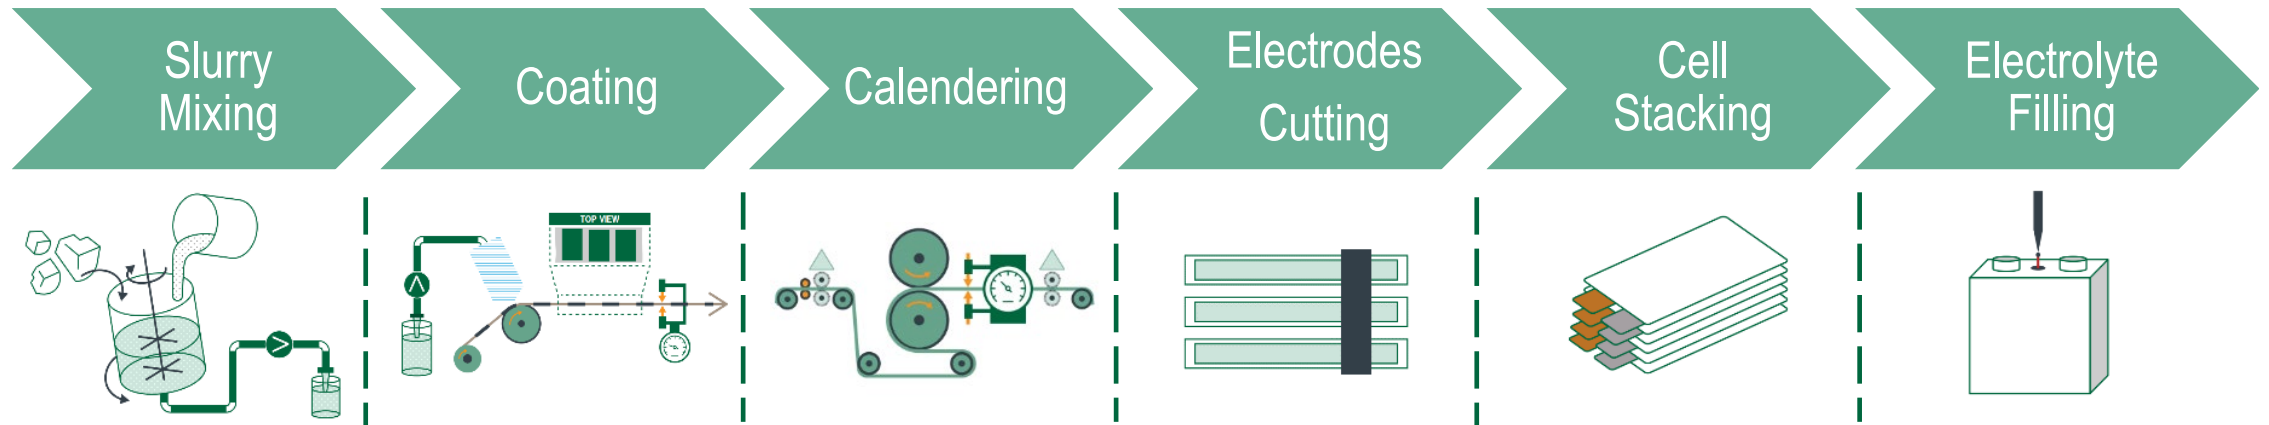 Slurry
Mixing
Coating
Calendering
Electrodes
Cutting
Cell
Stacking
Electrolyte
Filling
TOP VIEW